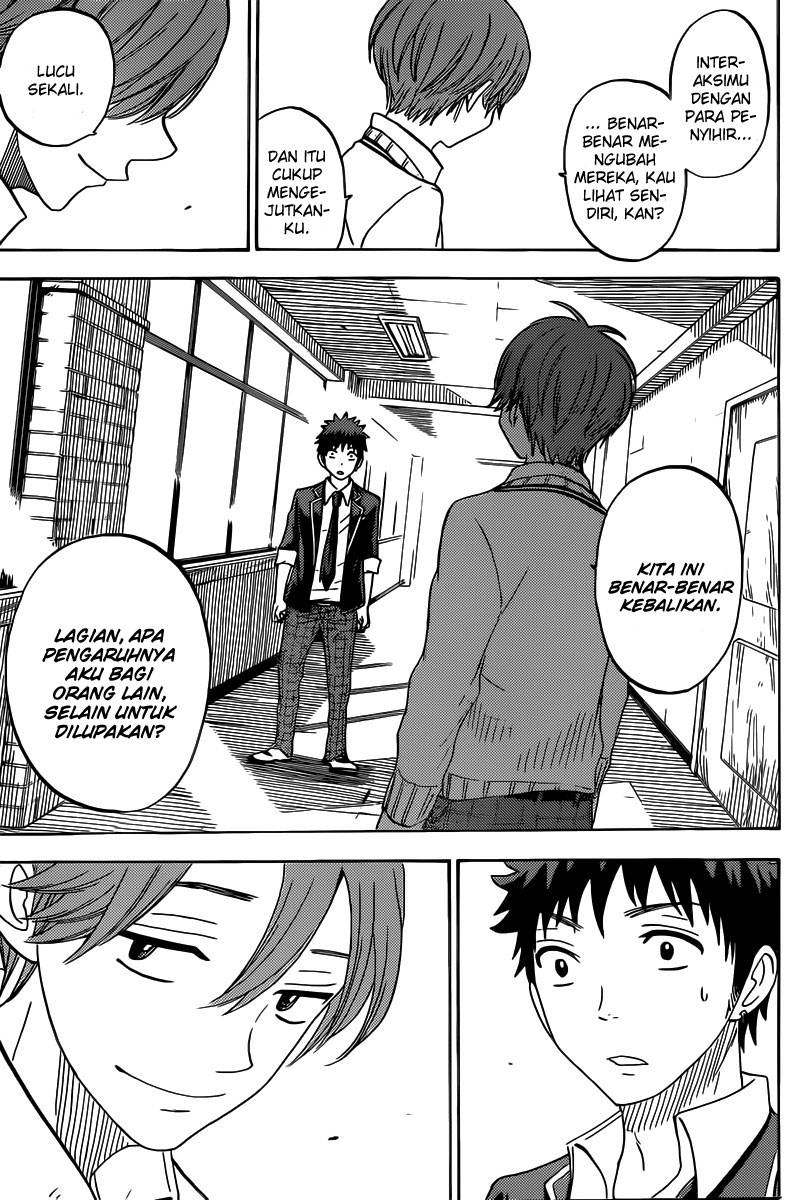 INTER-
AKSIMU
DENGAN
PARA PE-
NYIHIR...
... BENAR-
BENAR ME-
NGUBAH
MEREKA, KAU
LIHAT SEN-
DIRI, KAN?
DAN ITU
CUKUP
MENGE-
JUTKAN-
KU.
LUCU
SEKALI.
KITA INI
BENAR-BENAR
KEBALIKAN.
LAGIAN, APA
PENGARUHNYA
AKU BAGI
ORANG LAIN,
SELAIN UNTUK
DILUPAKAN?